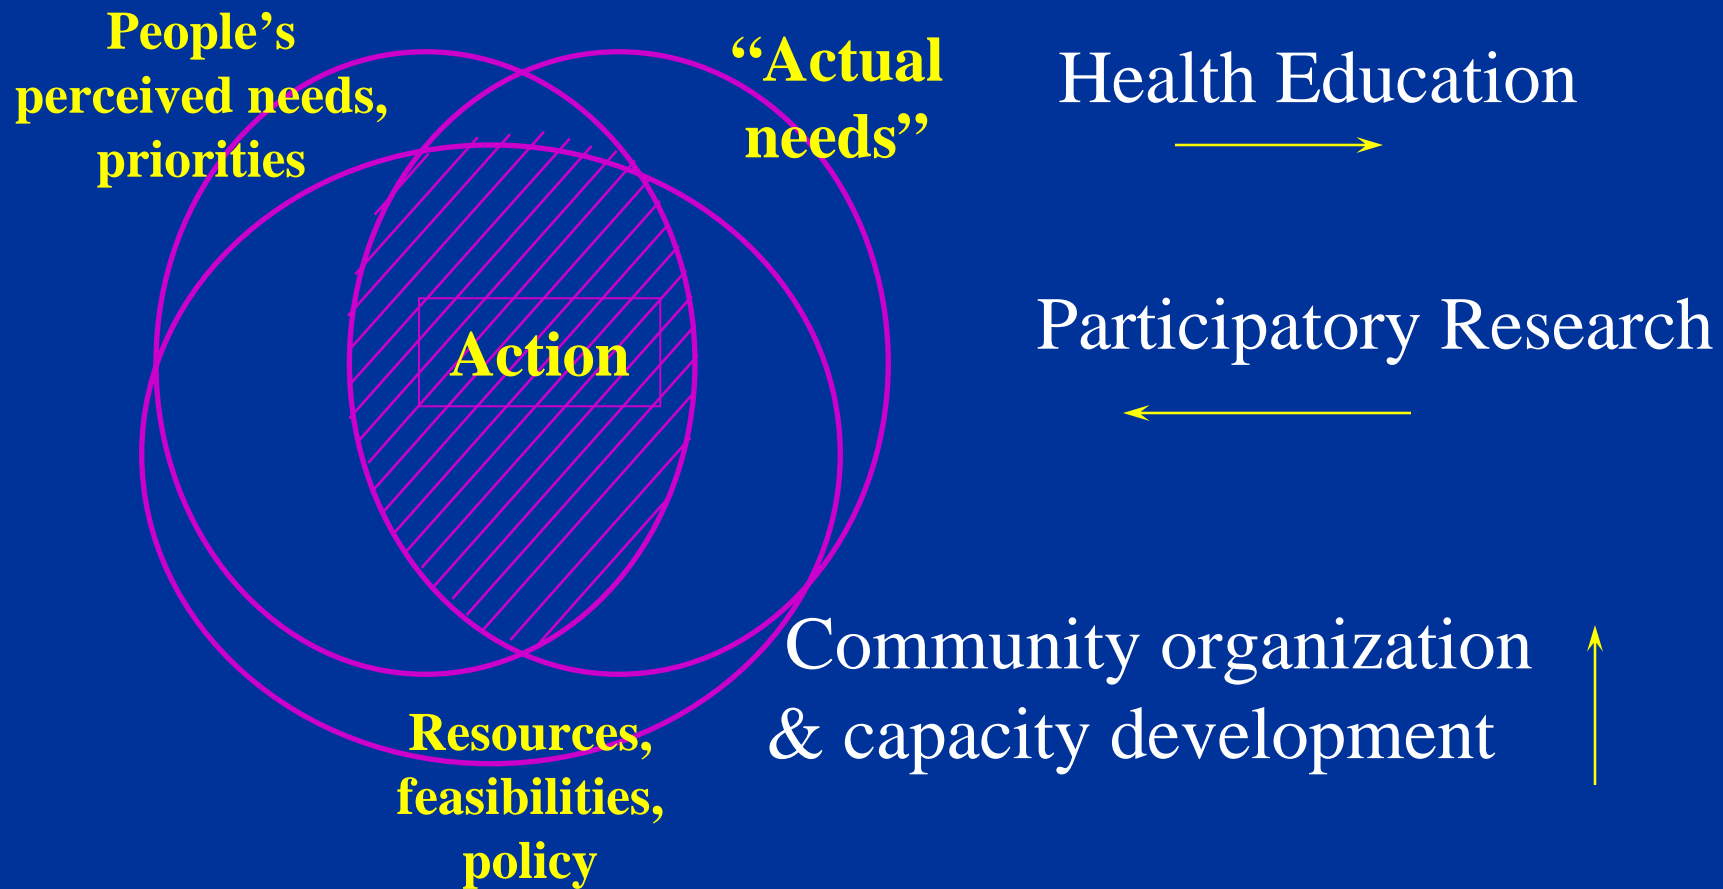 People’s
perceived needs,
priorities
“Actual
needs”
Health Education
Action
Participatory Research
Community organization
& capacity development
Resources,
feasibilities,
policy